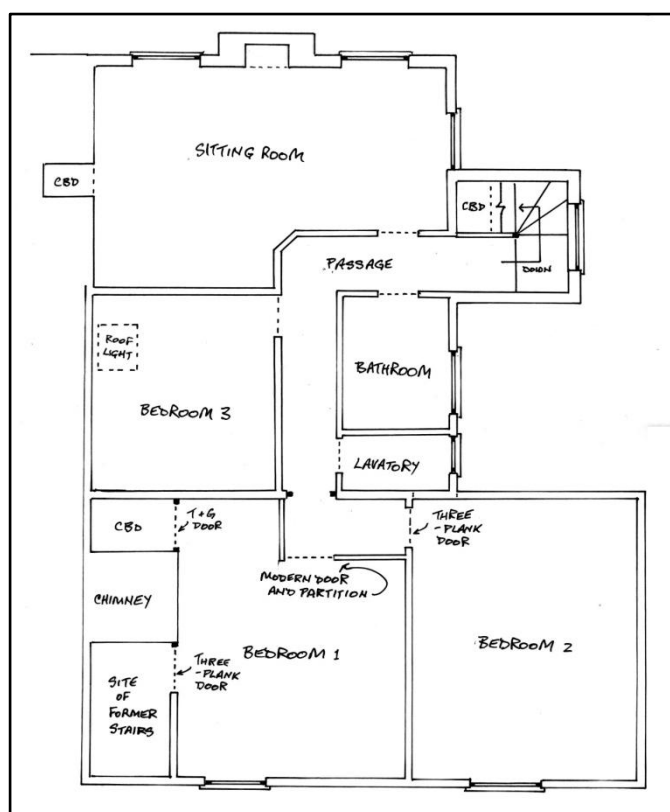 SITTING ROOM
CBD
CBD
PASSAGE
DOWN
ROOF
LIGHT
BEDROOM 3
BATHROOM
LAVATORY
CBD
T+G
DOOR
THREE
-PLANK
DOOR
MODERN DOOR
AND PARTITION
CHIMNEY
BEDROOM 1
THREE
-PLANK
DOOR
SITE
OF
FORMER
STAIRS
BEDROOM 2